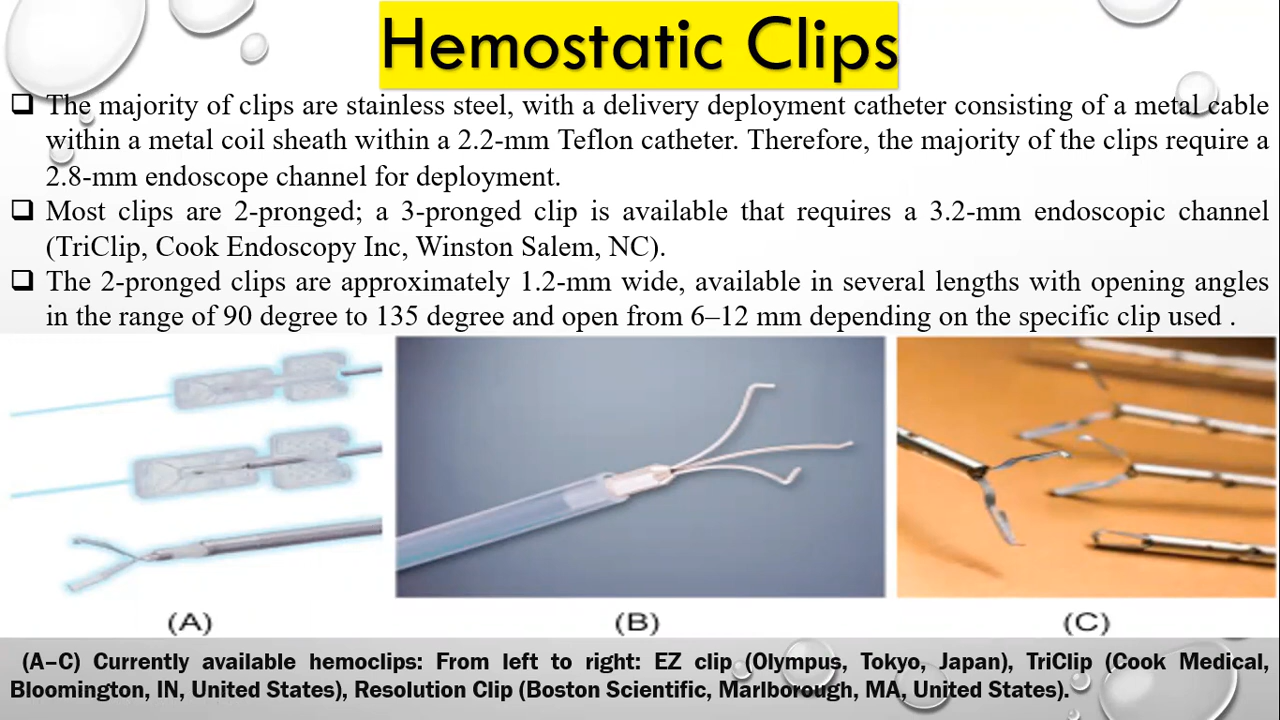 Hemostatic Clips
❑ The majority of clips are stainless steel, with a delivery deployment catheter consisting of a metal cable
within a metal coil sheath within a 2.2-mm Teflon catheter. Therefore, the majority of the clips require a
2.8-mm endoscope channel for deployment.
❑ Most clips are 2-pronged; a 3-pronged clip is available that requires a 3.2-mm endoscopic channel
(TriClip, Cook Endoscopy Inc, Winston Salem, NC).
❑ The 2-pronged clips are approximately 1.2-mm wide, available in several lengths with opening angles
in the range of 90 degree to 135 degree and open from 6–12 mm depending on the specific clip used .
(A) (B) (C)
(A–C) Currently available hemoclips: From left to right: EZ clip (Olympus, Tokyo, Japan), TriClip (Cook Medical,
Bloomington, IN, United States), Resolution Clip (Boston Scientific, Marlborough, MA, United States).